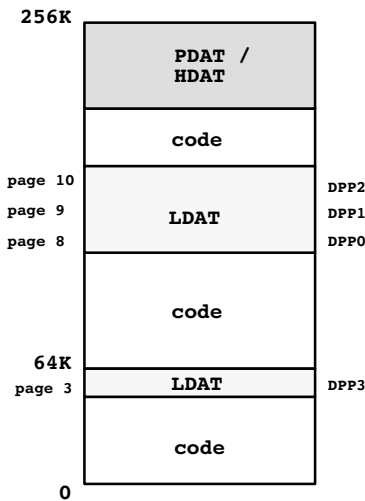 256K
PDAT /
HDAT
code
page 10 DPP2
page 9 LDAT DPP1
page 8 DPP0
code
64K
page 3 LDAT DPP3
code
0